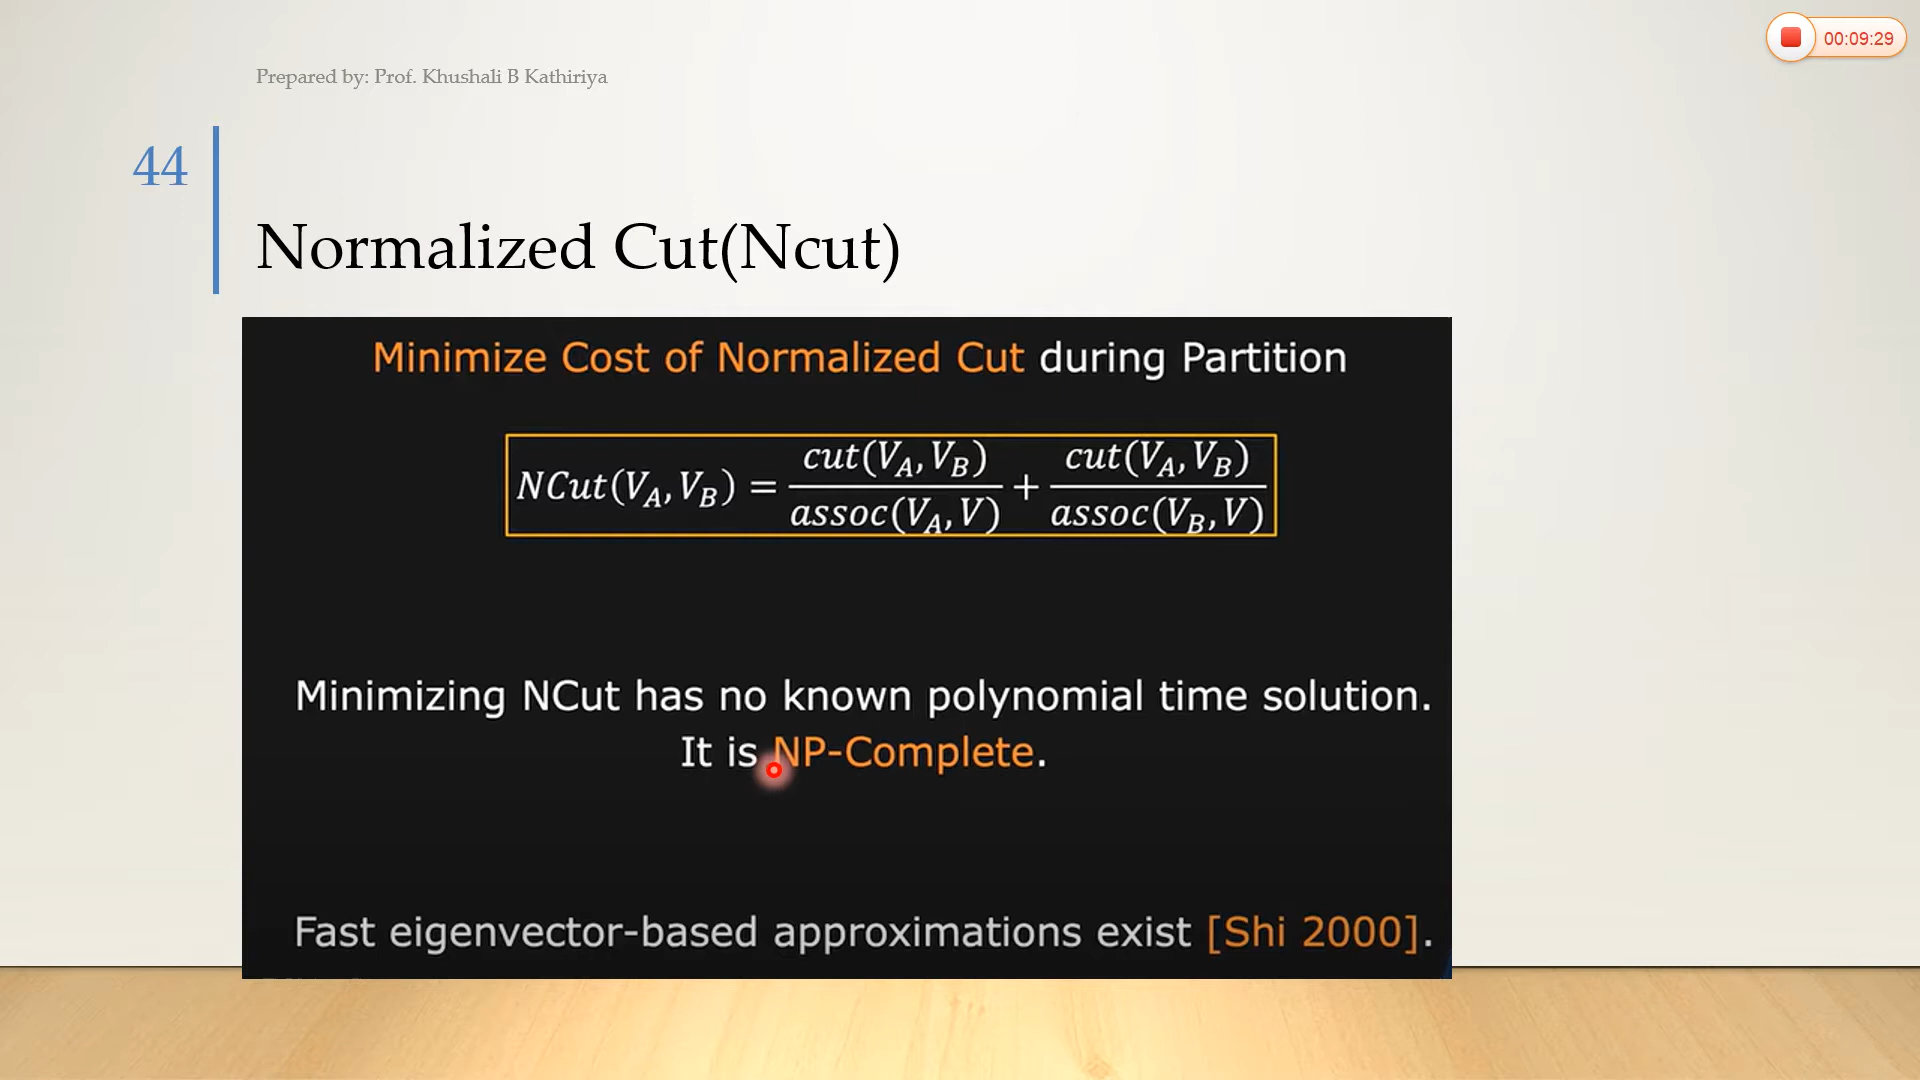 00:09:29
Prepared by: Prof. Khushali B Kathiriya
44
Normalized Cut(Ncut)
Minimize Cost of Normalized Cut during Partition
NCut(V_A, V_B) = cut(V_A, V_B) / assoc(V_A, V) + cut(V_A, V_B) / assoc(V_B, V)
Minimizing NCut has no known polynomial time solution.
It is NP-Complete.
Fast eigenvector-based approximations exist [Shi 2000].